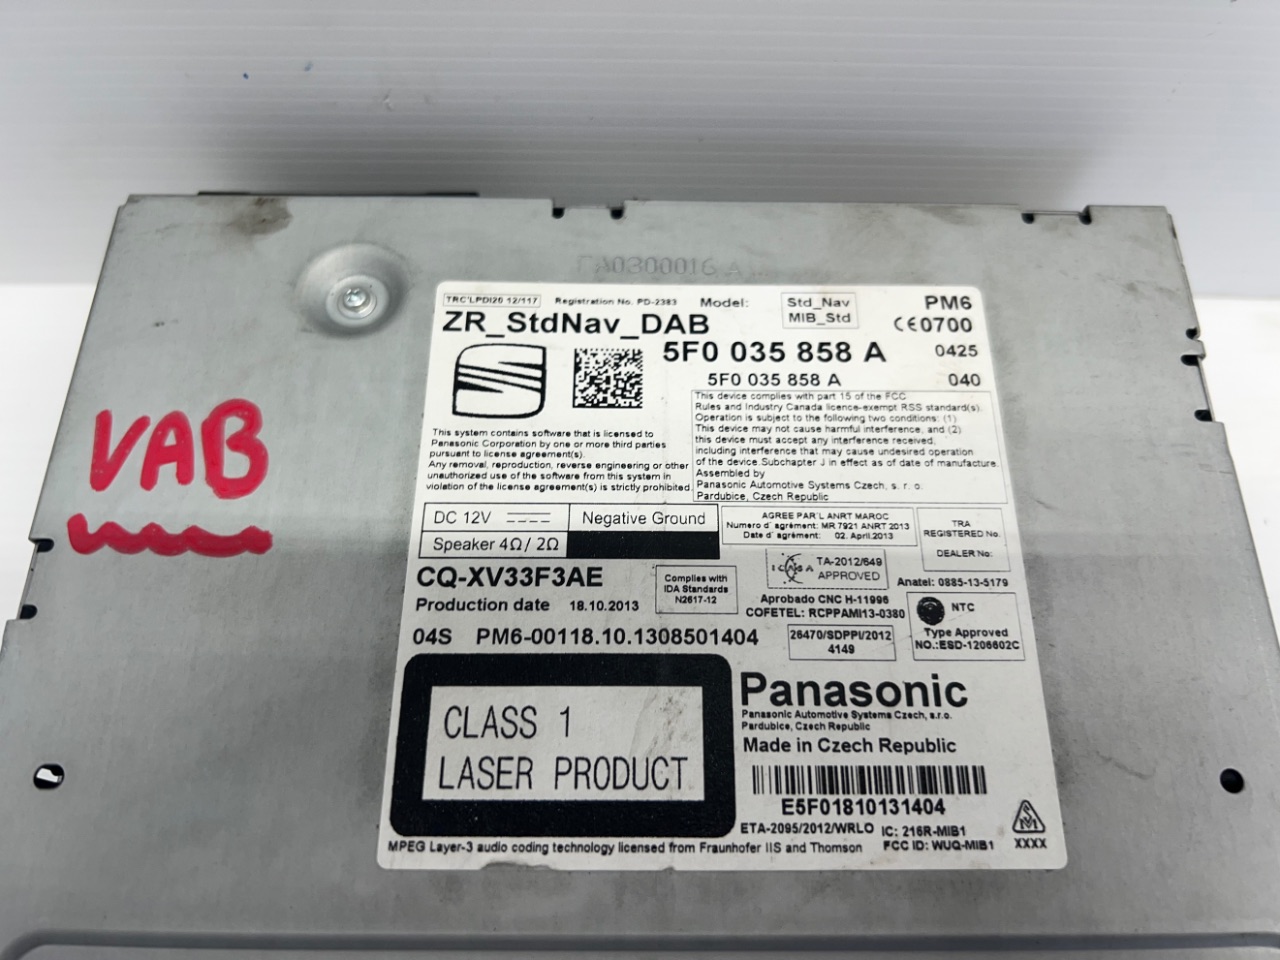 FA0300016 A
TRC'LPDI26 12/117 Registration No. PD-2383 Model: Std_Nav MIB_Std PM6
ZR_StdNav_DAB CE0700
5F0 035 858 A 0425
5F0 035 858 A 040
This device complies with part 15 of the FCC
Rules and Industry Canada licence-exempt RSS standard(s).
Operation is subject to the following two conditions: (1)
This device may not cause harmful interference, and (2)
this device must accept any interference received,
including interference that may cause undesired operation
of the device.Subchapter J in effect as of date of manufacture.
Assembled by
Panasonic Automotive Systems Czech, s. r. o.
Pardubice, Czech Republic
VAB
This system contains software that is licensed to
Panasonic Corporation by one or more third parties
pursuant to license agreement(s).
Any removal, reproduction, reverse engineering or other
unauthorized use of the software from this system in
violation of the license agreement(s) is strictly prohibited.
DC 12V Negative Ground
Speaker 4Ω/ 2Ω
AGREE PAR'L ANRT MAROC
Numero d' agrément: MR 7921 ANRT 2013
Date d' agrément: 02. April.2013
TRA
REGISTERED No:
DEALER No:
CQ-XV33F3AE
Production date 18.10.2013
Complies with
IDA Standards
N2617-12
ICASA TA-2012/649
APPROVED
Anatel: 0885-13-5179
Aprobado CNC H-11996
COFETEL: RCPPAMI13-0380
NTC
Type Approved
NO.:ESD-1206602C
04S PM6-00118.10.1308501404
26470/SDPPI/2012
4149
CLASS 1
LASER PRODUCT
Panasonic
Panasonic Automotive Systems Czech, s.r.o.
Pardubice, Czech Republic
Made in Czech Republic
E5F01810131404
ETA-2095/2012/WRLO IC: 216R-MIB1
FCC ID: WUQ-MIB1
XXXX
MPEG Layer-3 audio coding technology licensed from Fraunhofer IIS and Thomson